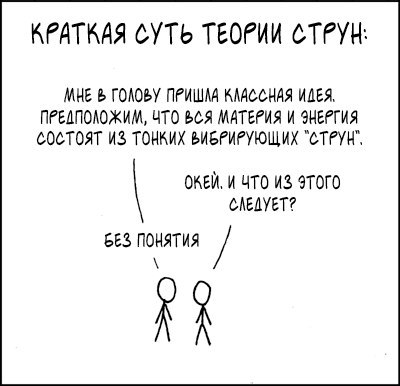 КРАТКАЯ СУТЬ ТЕОРИИ СТРУН:
МНЕ В ГОЛОВУ ПРИШЛА КЛАССНАЯ ИДЕЯ.
ПРЕДПОЛОЖИМ, ЧТО ВСЯ МАТЕРИЯ И ЭНЕРГИЯ
СОСТОЯТ ИЗ ТОНКИХ ВИБРИРУЮЩИХ "СТРУН".
ОКЕЙ. И ЧТО ИЗ ЭТОГО
СЛЕДУЕТ?
БЕЗ ПОНЯТИЯ